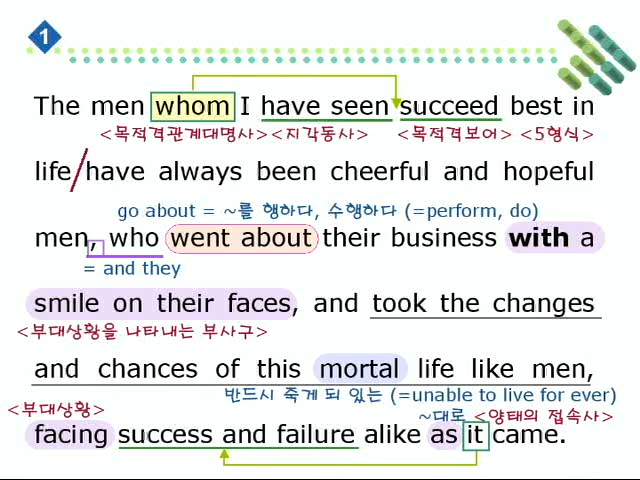 1
The men whom I have seen succeed best in
<목적격관계대명사> <지각동사> <목적격보어> <5형식>
life/have always been cheerful and hopeful
go about = ~를 행하다, 수행하다 (=perform, do)
men, who went about their business with a
= and they
smile on their faces, and took the changes
<부대상황을 나타내는 부사구>
and chances of this mortal life like men,
반드시 죽게 되 있는 (=unable to live for ever)
<부대상황> ~대로 <양태의 접속사>
facing success and failure alike as it came.